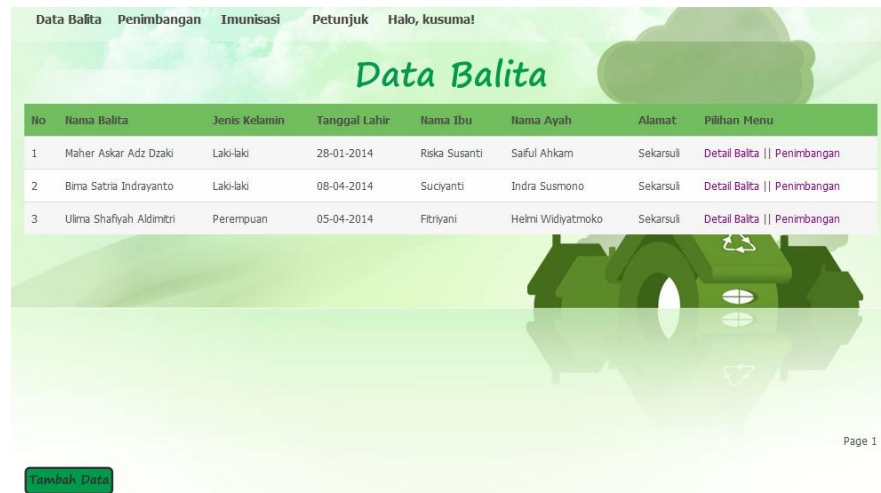 Data Balita Penimbangan Imunisasi Petunjuk Halo, kusuma!
Data Balita
No Nama Balita Jenis Kelamin Tanggal Lahir Nama Ibu Nama Ayah Alamat Pilihan Menu
1 Maher Askar Adz Dzaki Laki-laki 28-01-2014 Riska Susanti Saiful Ahkam Sekarsuli Detail Balita || Penimbangan
2 Bima Satria Indrayanto Laki-laki 08-04-2014 Suciyanti Indra Susmono Sekarsuli Detail Balita || Penimbangan
3 Ulima Shafiyah Aldimitri Perempuan 05-04-2014 Fitriyani Helmi Widiyatmoko Sekarsuli Detail Balita || Penimbangan
Page 1
Tambah Data